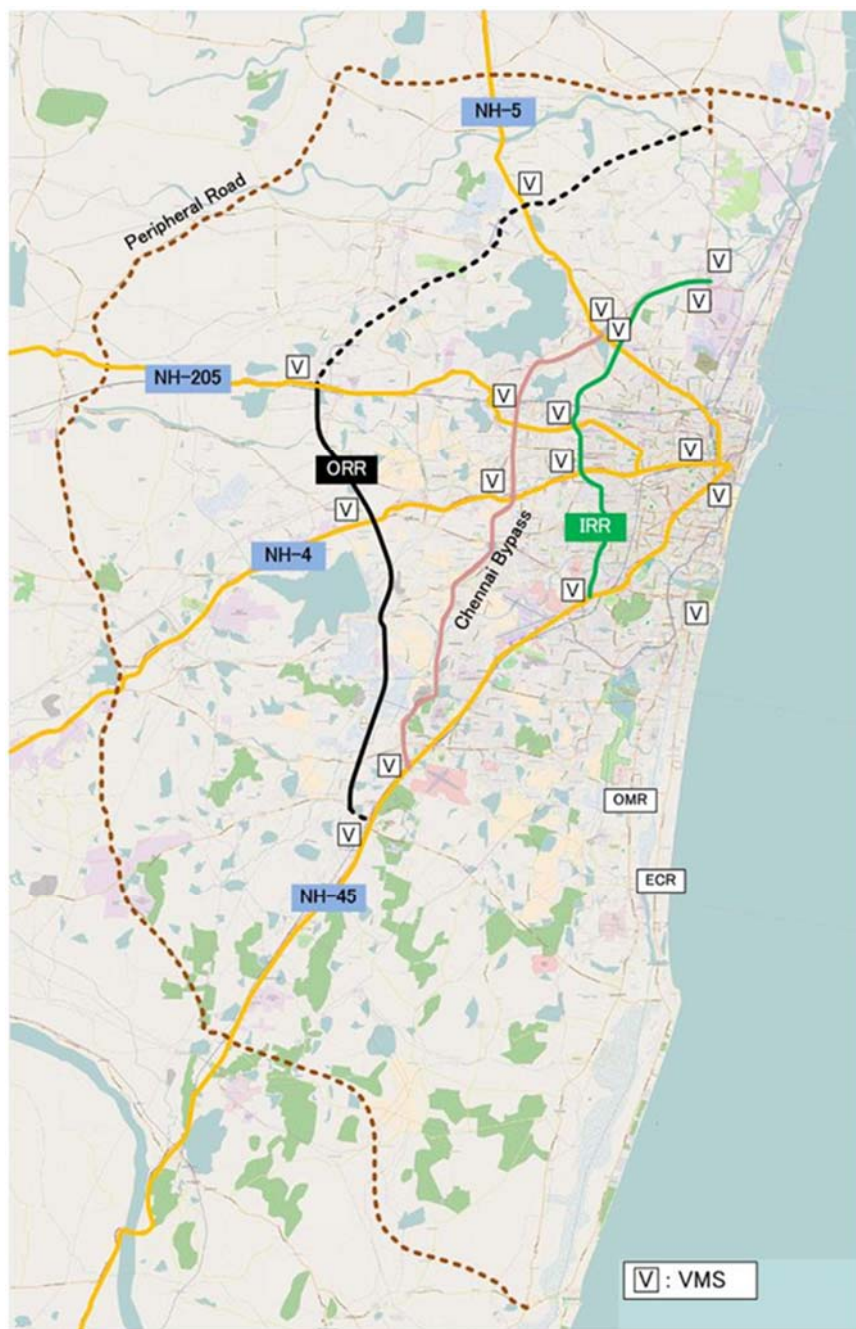 NH-5
V
Peripheral Road
V
V
V
V
V
NH-205
V
V
V
V
ORR
V
V
V
IRR
NH-4
Chennai Bypass
V
V
V
OMR
V
ECR
NH-45
V : VMS